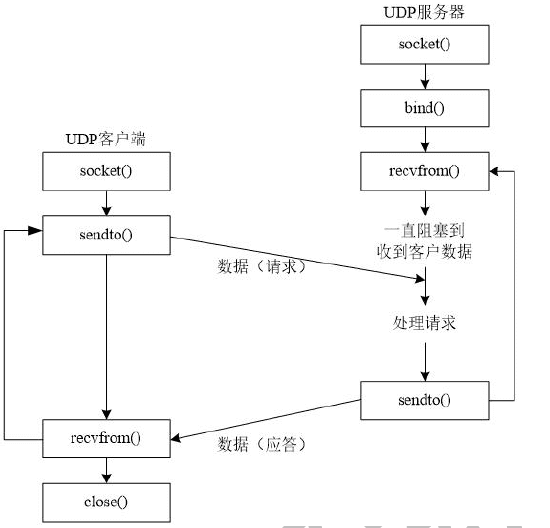 UDP服务器
socket()
bind()
UDP客户端
socket()
recvfrom()
sendto()
一直阻塞到
收到客户数据
数据（请求）
处理请求
sendto()
recvfrom()
数据（应答）
close()